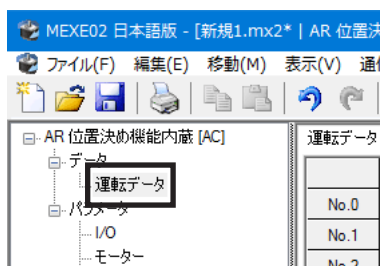 MEXE02 日本語版 - [新規1.mx2* | AR 位置決
ファイル(F) 編集(E) 移動(M) 表示(V) 通
AR 位置決め機能内蔵 [AC]
データ
運転データ
パラメータ
I/O
モーター
運転データ
No.0
No.1
No.2